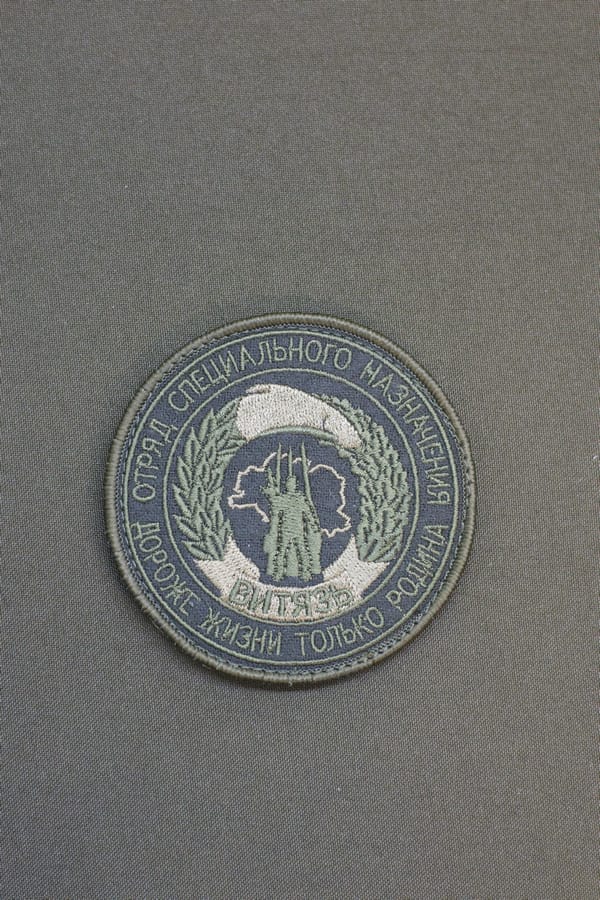 ОТРЯД СПЕЦИАЛЬНОГО НАЗНАЧЕНИЯ
ВИТЯЗЬ
ДОРОЖЕ ЖИЗНИ ТОЛЬКО РОДИНА